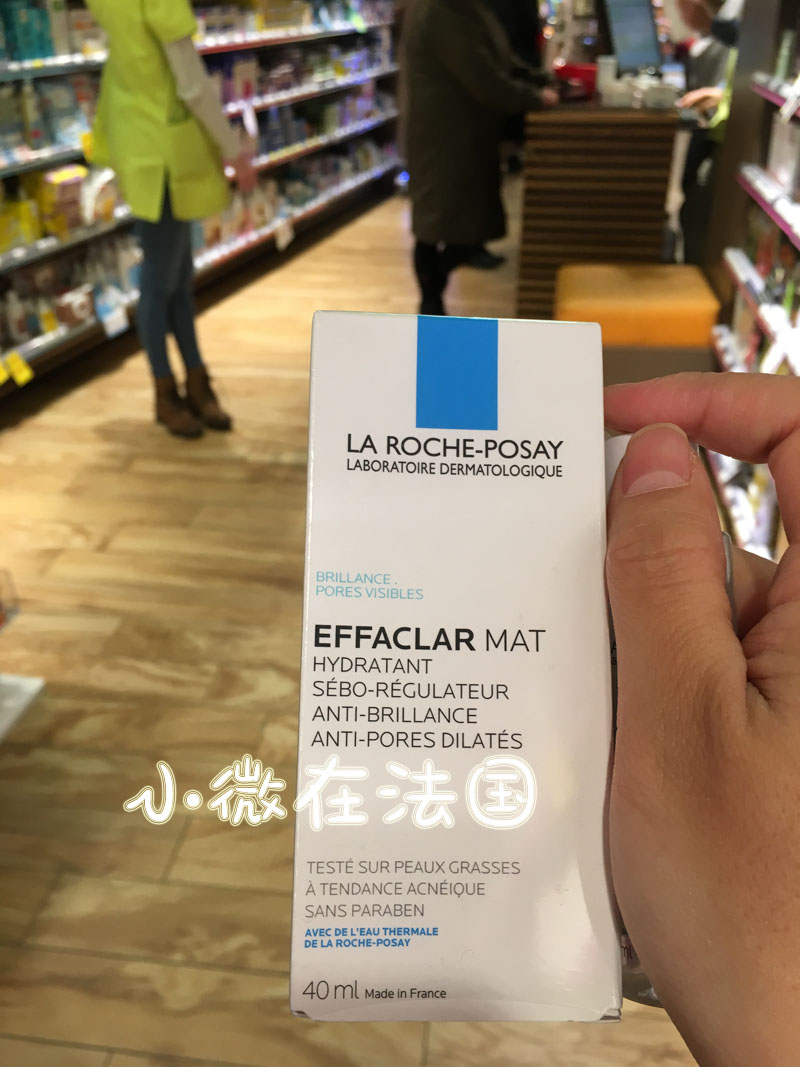 LA ROCHE-POSAY
LABORATOIRE DERMATOLOGIQUE
BRILLANCE.
PORES VISIBLES
EFFACLAR MAT
HYDRATANT
SÉBO-RÉGULATEUR
ANTI-BRILLANCE
ANTI-PORES DILATÉS
小微在法国
TESTÉ SUR PEAUX GRASSES
À TENDANCE ACNÉIQUE
SANS PARABEN
AVEC DE L'EAU THERMALE
DE LA ROCHE-POSAY
40 ml Made in France